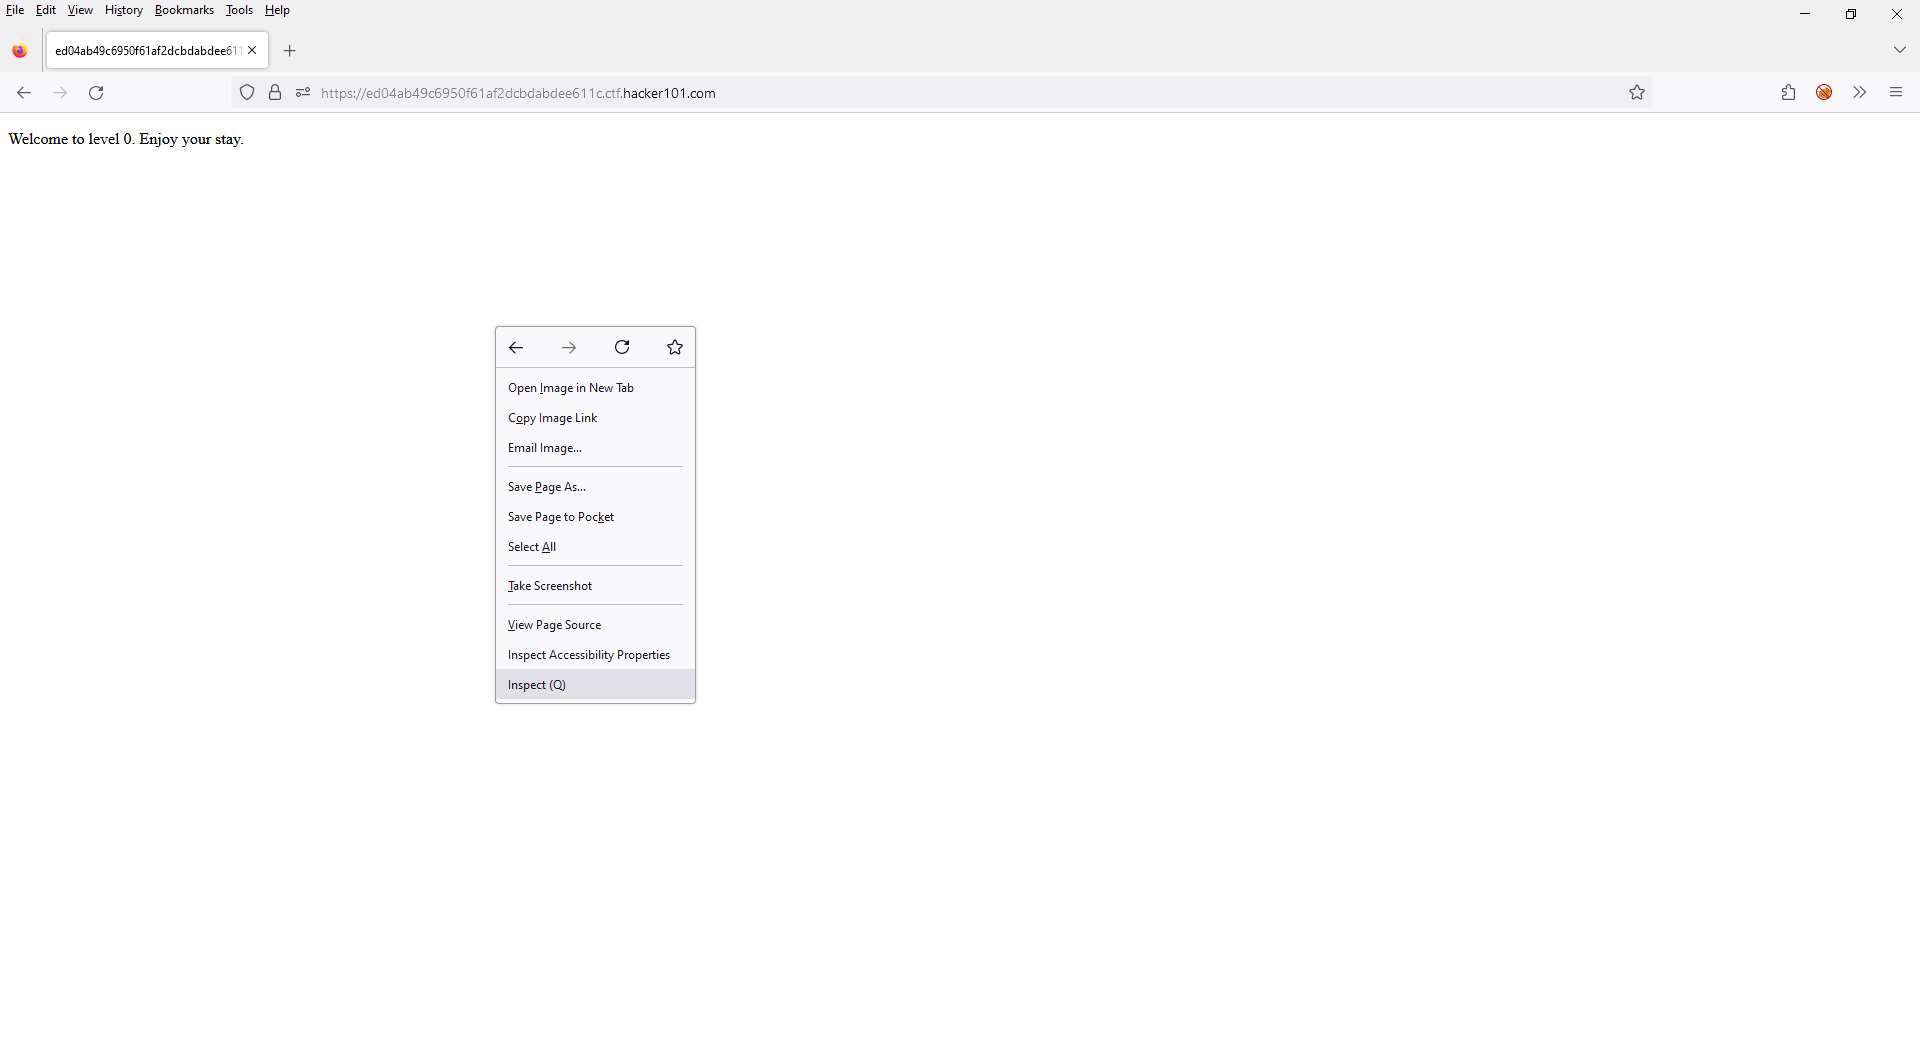 File Edit View History Bookmarks Tools Help
ed04ab49c6950f61af2dcbdabdee611
https://ed04ab49c6950f61af2dcbdabdee611c.ctf.hacker101.com
Welcome to level 0. Enjoy your stay.
Open Image in New Tab
Copy Image Link
Email Image...
Save Page As...
Save Page to Pocket
Select All
Take Screenshot
View Page Source
Inspect Accessibility Properties
Inspect (Q)